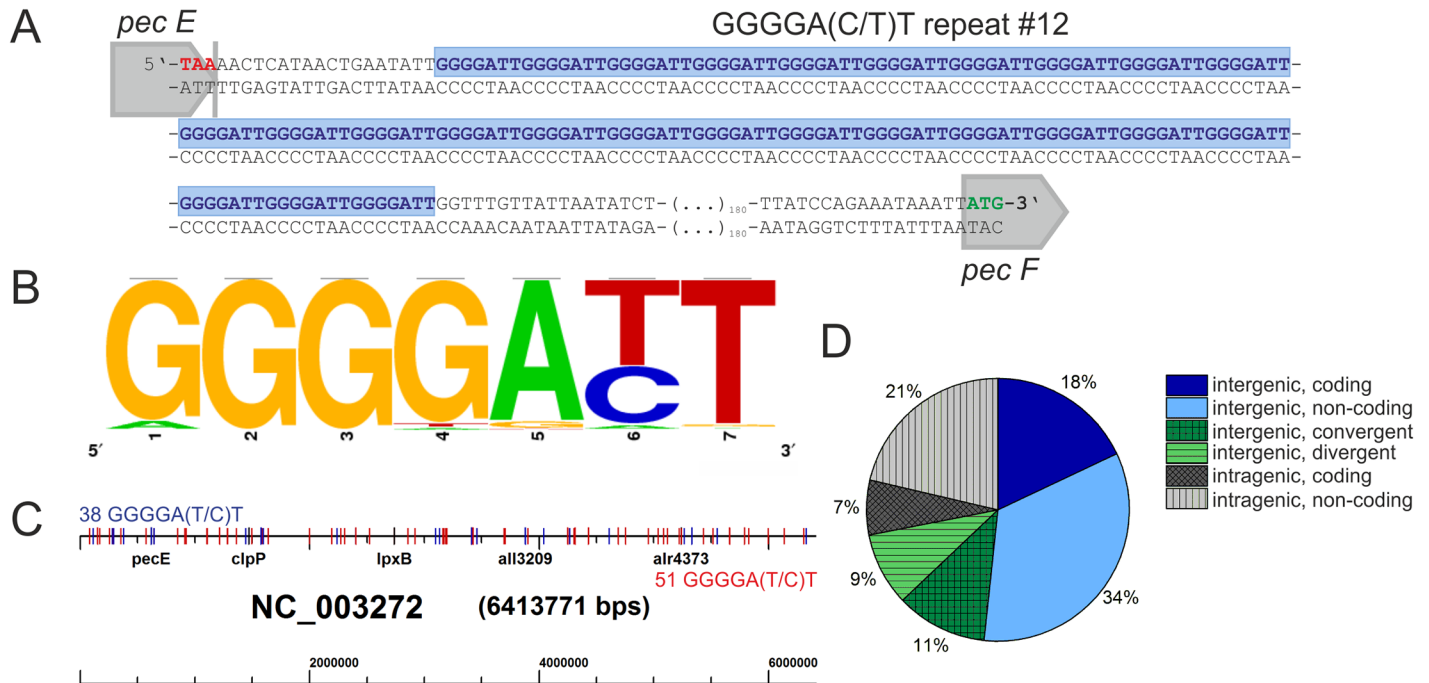 A
pec E
GGGGA(C/T)T repeat #12
5‘-TAAAACTCATAACTGAATATTGGGGATTGGGGATTGGGGATTGGGGATTGGGGATTGGGGATTGGGGATTGGGGATTGGGGATTGGGGATT-
-ATTTTGAGTATTGACTTATAACCCCTAACCCCTAACCCCTAACCCCTAACCCCTAACCCCTAACCCCTAACCCCTAACCCCTAACCCCTAA-
-GGGGATTGGGGATTGGGGATTGGGGATTGGGGATTGGGGATTGGGGATTGGGGATTGGGGATTGGGGATTGGGGATTGGGGATTGGGGATT-
-CCCCTAACCCCTAACCCCTAACCCCTAACCCCTAACCCCTAACCCCTAACCCCTAACCCCTAACCCCTAACCCCTAACCCCTAACCCCTAA-
-GGGGATTGGGGATTGGGGATTGGTTTGTTATTAATATCT-(...)180-TTATCCAGAAATAAATTATG-3‘
-CCCCTAACCCCTAACCCCTAACCAAACAATAATTATAGA-(...)180-AATAGGTCTTTATTTAATAC
pec F
B
GGGGATT
C
5′ 1 2 3 4 5 6 7 3′
C
38 GGGGA(T/C)T
pecE clpP lpxB all3209 alr4373
51 GGGGA(T/C)T
NC_003272 (6413771 bps)
2000000 4000000 6000000
D
18%
34%
11%
9%
7%
21%
intergenic, coding
intergenic, non-coding
intergenic, convergent
intergenic, divergent
intragenic, coding
intragenic, non-coding